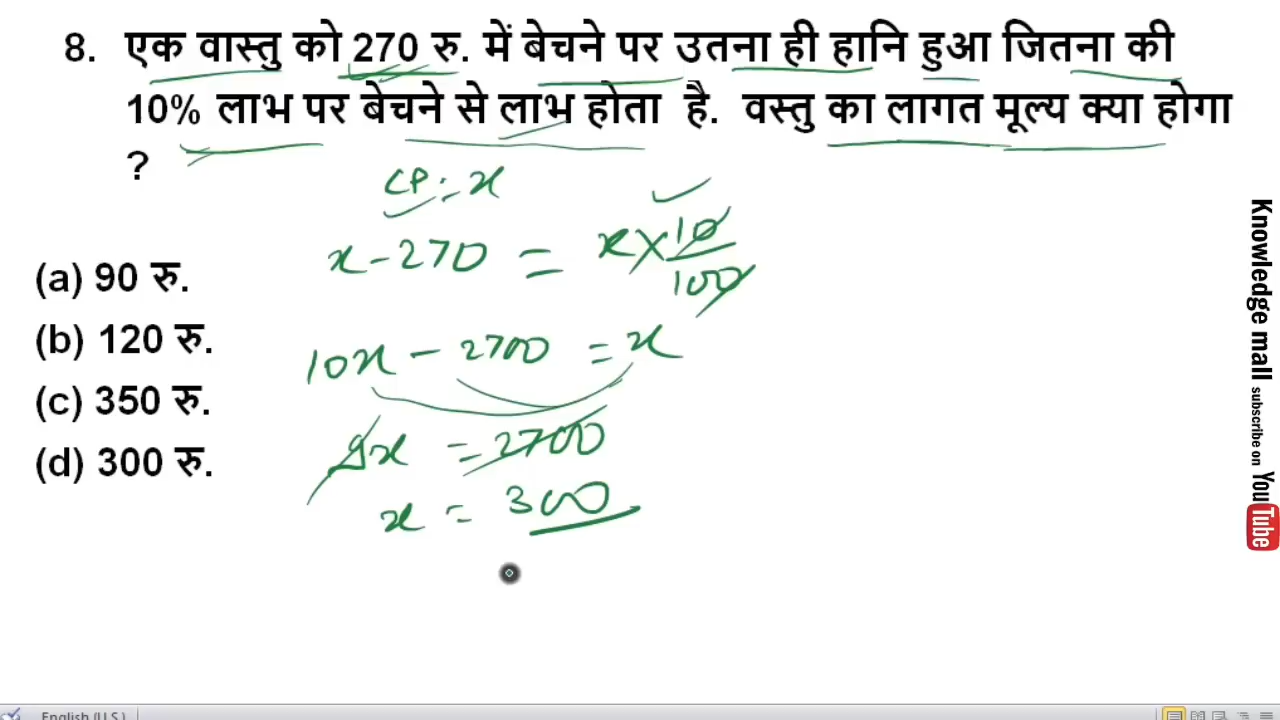 8. एक वास्तु को 270 रु. में बेचने पर उतना ही हानि हुआ जितना की
10% लाभ पर बेचने से लाभ होता है. वस्तु का लागत मूल्य क्या होगा
?
CP = x
x - 270 = x × 10/100
(a) 90 रु.
(b) 120 रु.
10x - 2700 = x
(c) 350 रु.
9x = 2700
(d) 300 रु.
x = 300
Knowledge mall subscribe on YouTube
English (U.S.)